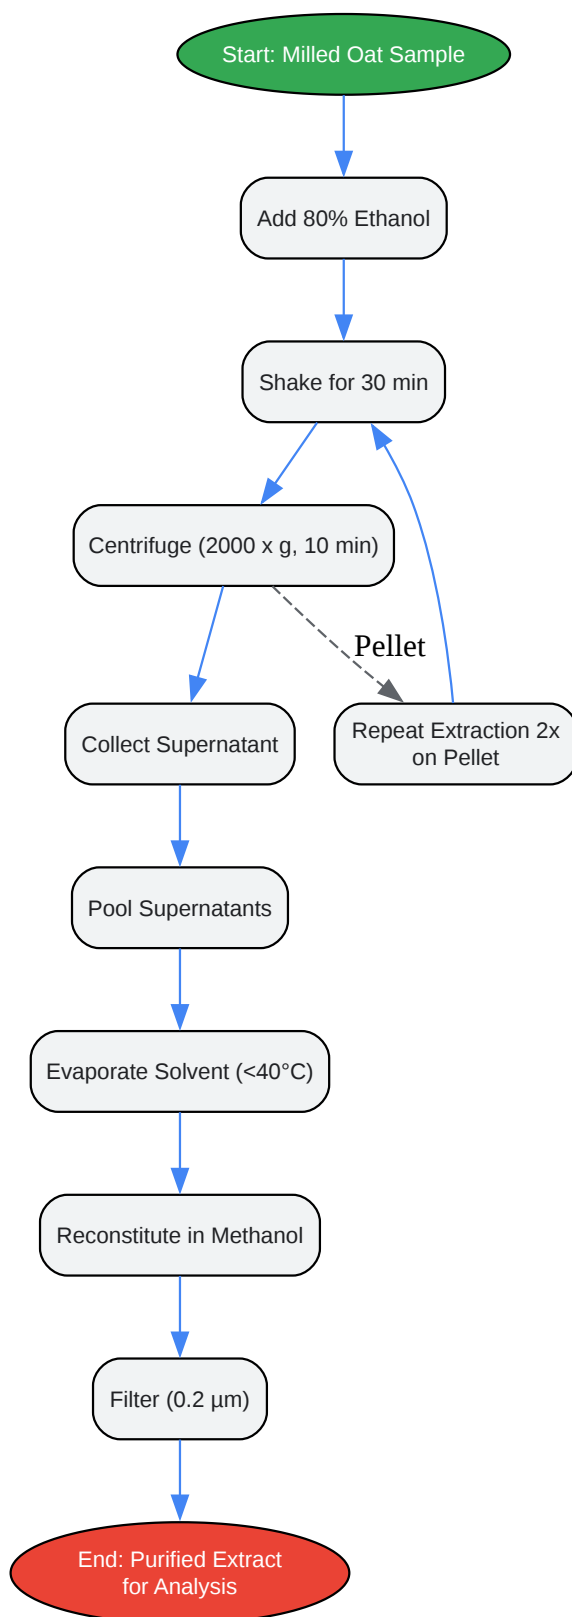 Start: Milled Oat Sample
Add 80% Ethanol
Shake for 30 min
Centrifuge (2000 x g, 10 min)
Pellet
Collect Supernatant
Repeat Extraction 2x
on Pellet
Pool Supernatants
Evaporate Solvent (<40°C)
Reconstitute in Methanol
Filter (0.2 µm)
End: Purified Extract
for Analysis